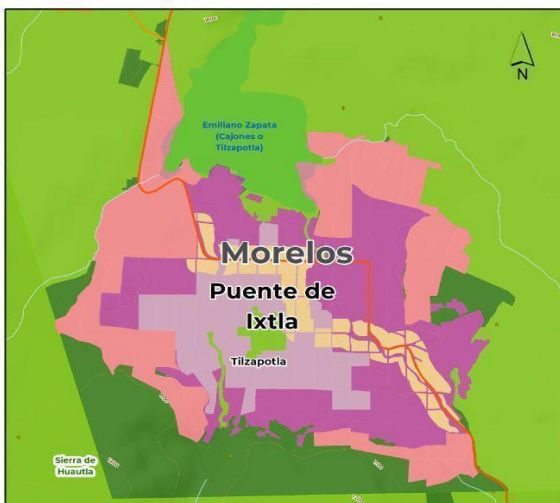 N
Emiliano Zapata
(Cajones o
Tilzapotla)
Morelos
Puente de
Ixtla
Tilzapotla
Sierra de
Huautla